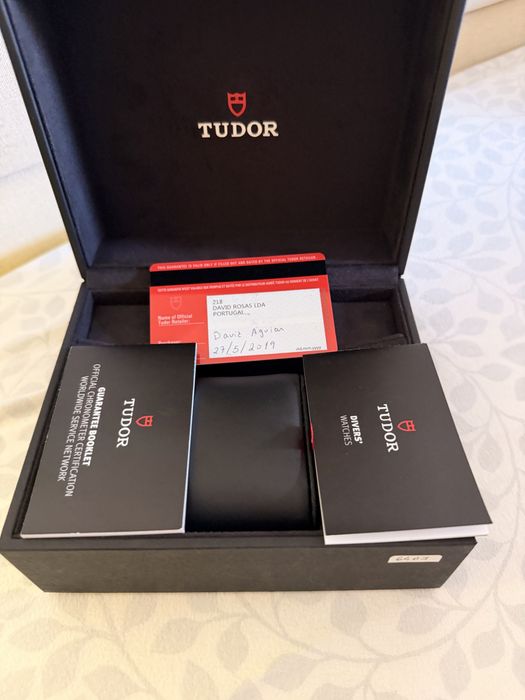 TUDOR
THIS GUARANTEE IS VALID ONLY IF FILLED OUT AND DATED BY THE OFFICIAL TUDOR RETAILER
Name of Official
Tudor Retailer:
218
DAVID ROSAS LDA
PORTUGAL
27/5/2019
TUDOR
GUARANTEE BOOKLET
OFFICIAL CHRONOMETER CERTIFICATION
WORLDWIDE SERVICE NETWORK
TUDOR
DIVERS'
WATCHES